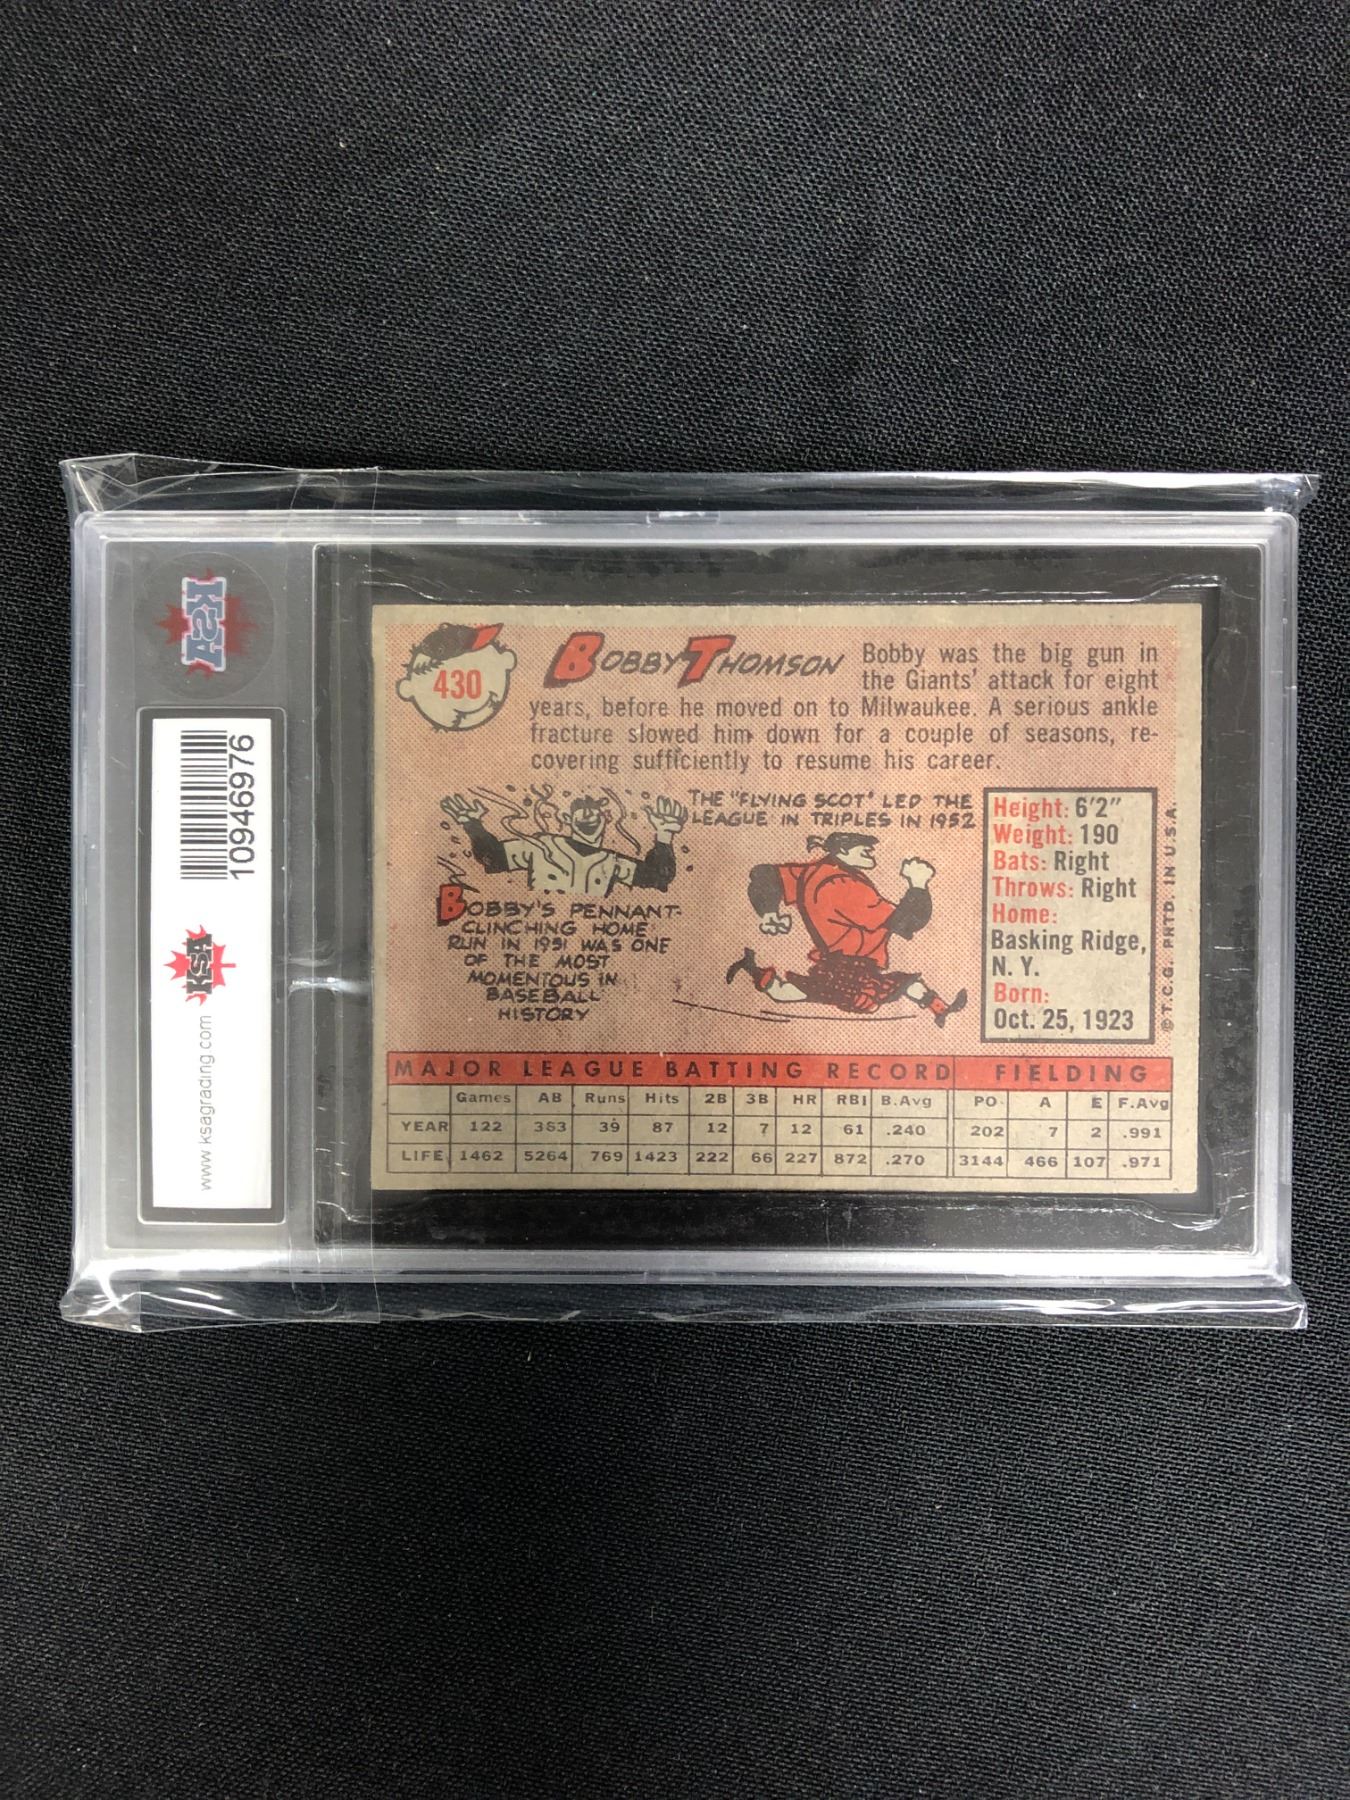 KSA
10946976
KSA
www.ksagrading.com
430
BOBBY THOMSON
Bobby was the big gun in
the Giants' attack for eight
years, before he moved on to Milwaukee. A serious ankle
fracture slowed him down for a couple of seasons, re-
covering sufficiently to resume his career.
BOBBY'S PENNANT-
CLINCHING HOME
RUN IN 1951 WAS ONE
OF THE MOST
MOMENTOUS IN
BASEBALL
HISTORY
THE "FLYING SCOT" LED THE
LEAGUE IN TRIPLES IN 1952
Height: 6'2"
Weight: 190
Bats: Right
Throws: Right
Home:
Basking Ridge,
N. Y.
Born:
Oct. 25, 1923
© T.C.G. PRTD. IN U.S.A.
MAJOR LEAGUE BATTING RECORD FIELDING
Games AB Runs Hits 2B 3B HR RBI B.Avg PO A E F.Avg
YEAR 122 363 39 87 12 7 12 61 .240 202 7 2 .991
LIFE 1462 5264 769 1423 222 66 227 872 .270 3144 466 107 .971